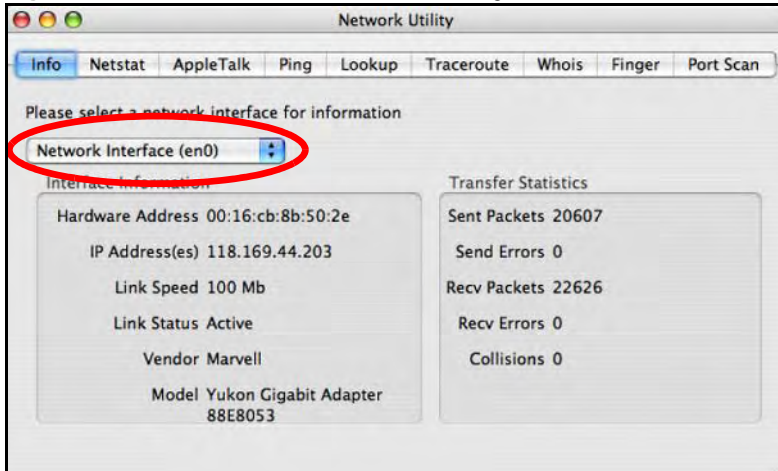 Network Utility
Info Netstat AppleTalk Ping Lookup Traceroute Whois Finger Port Scan
Please select a network interface for information
Network Interface (en0)
Interface Information
Hardware Address 00:16:cb:8b:50:2e
IP Address(es) 118.169.44.203
Link Speed 100 Mb
Link Status Active
Vendor Marvell
Model Yukon Gigabit Adapter
88E8053
Transfer Statistics
Sent Packets 20607
Send Errors 0
Recv Packets 22626
Recv Errors 0
Collisions 0